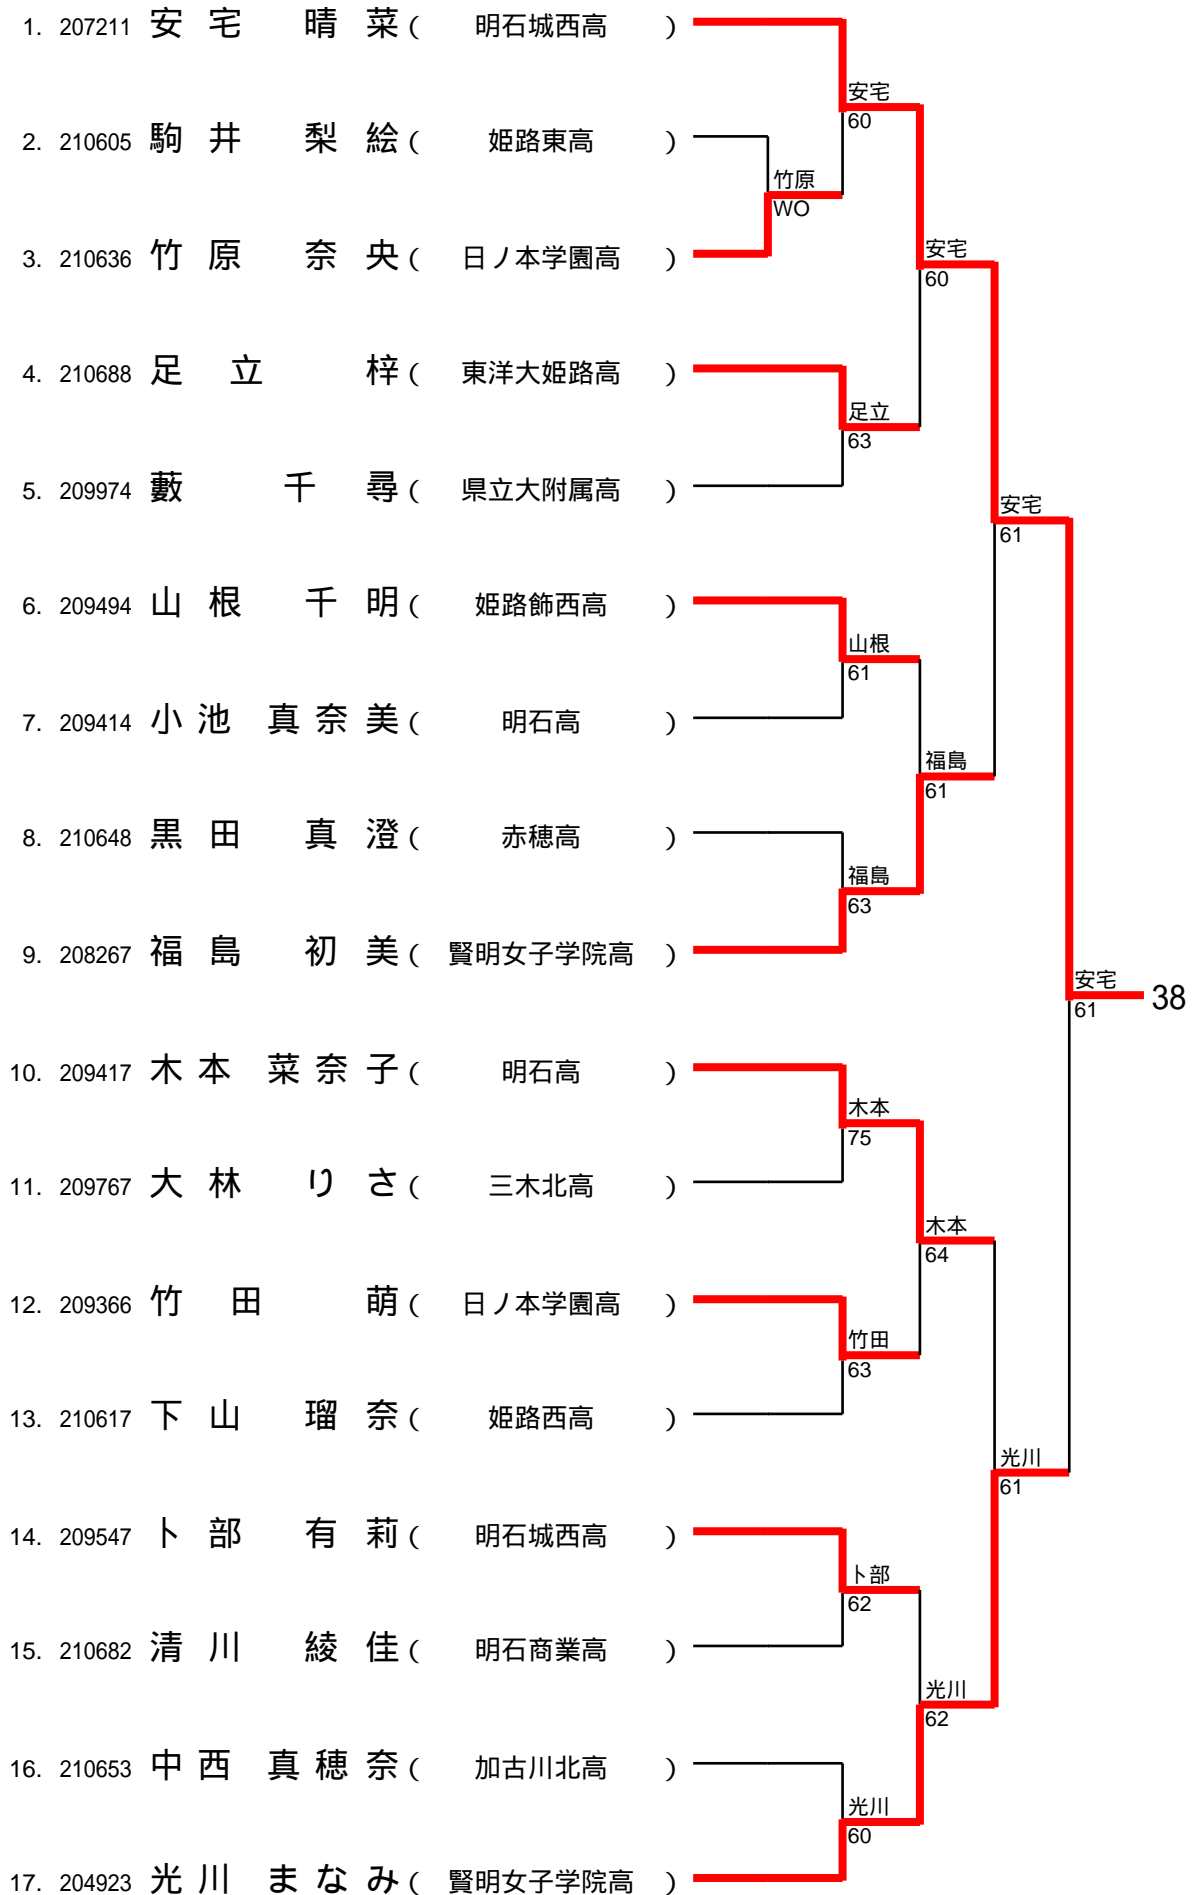 1. 207211 安宅 晴菜 ( 明石城西高 )
安宅
60
2. 210605 駒井 梨絵 ( 姫路東高 )
竹原
WO
3. 210636 竹原 奈央 ( 日ノ本学園高 )
安宅
60
4. 210688 足立 梓 ( 東洋大姫路高 )
足立
63
5. 209974 藪 千尋 ( 県立大附属高 )
安宅
61
6. 209494 山根 千明 ( 姫路飾西高 )
山根
61
7. 209414 小池 真奈美 ( 明石高 )
福島
61
8. 210648 黒田 真澄 ( 赤穂高 )
福島
63
9. 208267 福島 初美 ( 賢明女子学院高 )
安宅
61
38
10. 209417 木本 菜奈子 ( 明石高 )
木本
75
11. 209767 大林 りさ ( 三木北高 )
木本
64
12. 209366 竹田 萌 ( 日ノ本学園高 )
竹田
63
13. 210617 下山 瑠奈 ( 姫路西高 )
光川
61
14. 209547 卜部 有莉 ( 明石城西高 )
卜部
62
15. 210682 清川 綾佳 ( 明石商業高 )
光川
62
16. 210653 中西 真穂奈 ( 加古川北高 )
光川
60
17. 204923 光川 まなみ ( 賢明女子学院高 )